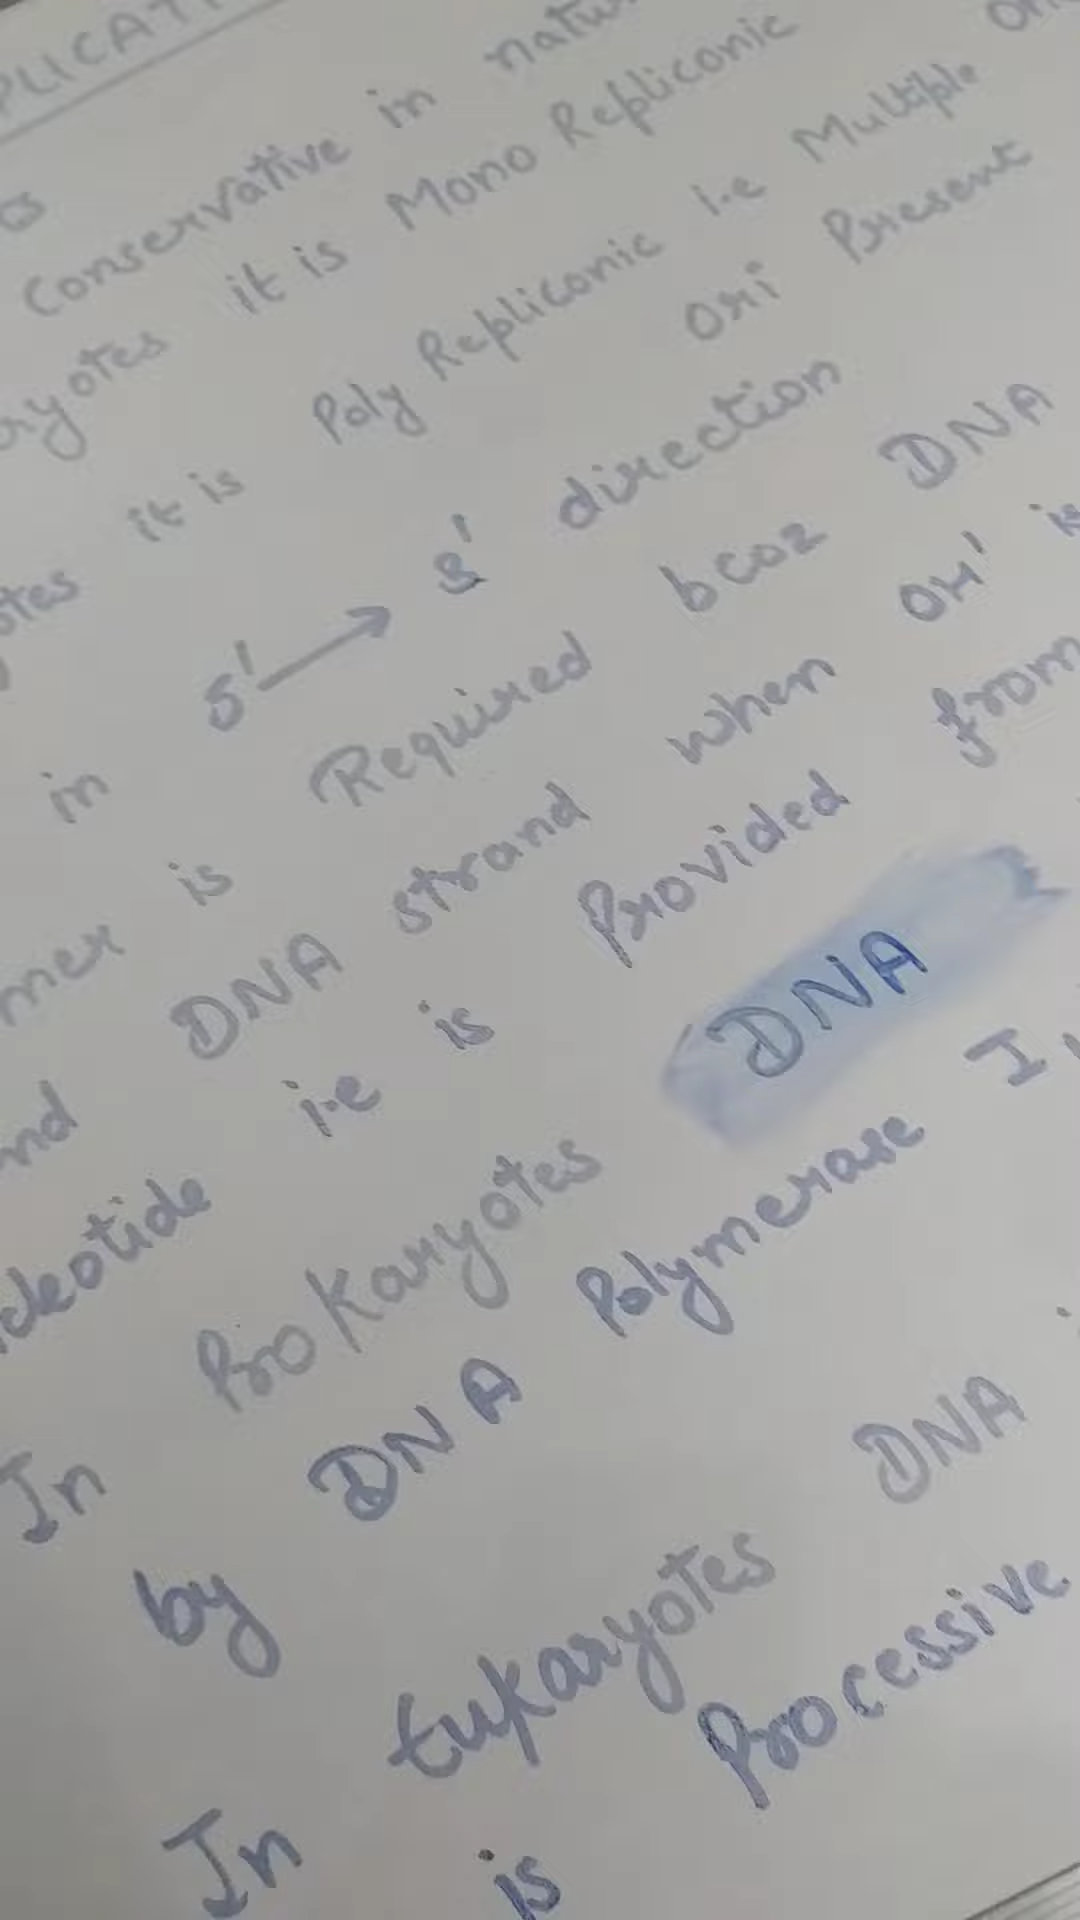 PLICATI
Conservative in natu
ryotes it is Mono Repliconic
otes it is Poly Repliconic i.e Multiple
Ori Present
in 5' → 3' direction
mer is Required bcoz DNA
nd DNA strand when OH' is
cleotide i.e is Provided from
In Prokaryotes DNA
by DNA Polymerase I,
In Eukaryotes DNA
is Processive